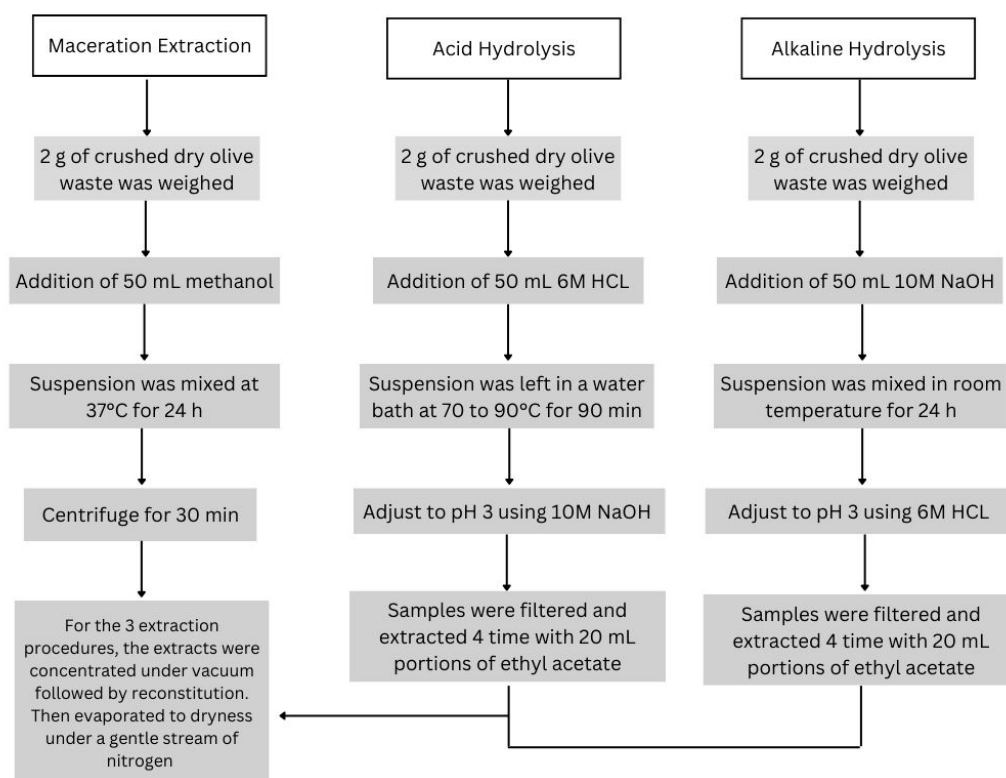 Maceration Extraction
2 g of crushed dry olive
waste was weighed
Addition of 50 mL methanol
Suspension was mixed at
37°C for 24 h
Centrifuge for 30 min
For the 3 extraction
procedures, the extracts were
concentrated under vacuum
followed by reconstitution.
Then evaporated to dryness
under a gentle stream of
nitrogen
Acid Hydrolysis
2 g of crushed dry olive
waste was weighed
Addition of 50 mL 6M HCL
Suspension was left in a water
bath at 70 to 90°C for 90 min
Adjust to pH 3 using 10M NaOH
Samples were filtered and
extracted 4 time with 20 mL
portions of ethyl acetate
Alkaline Hydrolysis
2 g of crushed dry olive
waste was weighed
Addition of 50 mL 10M NaOH
Suspension was mixed in room
temperature for 24 h
Adjust to pH 3 using 6M HCL
Samples were filtered and
extracted 4 time with 20 mL
portions of ethyl acetate